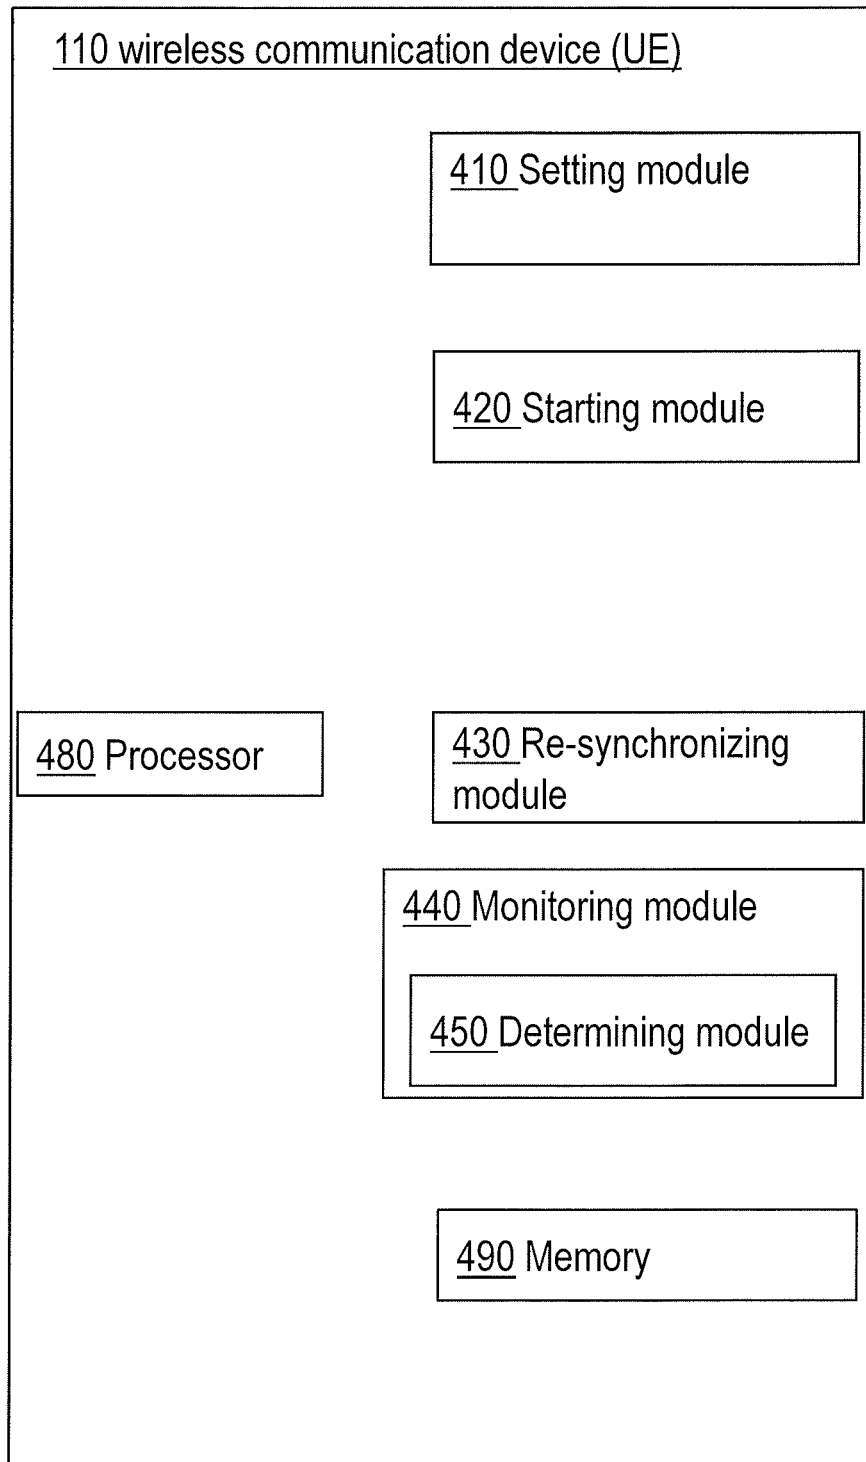 110 wireless communication device (UE)
410 Setting module
420 Starting module
480 Processor
430 Re-synchronizing
module
440 Monitoring module
450 Determining module
490 Memory